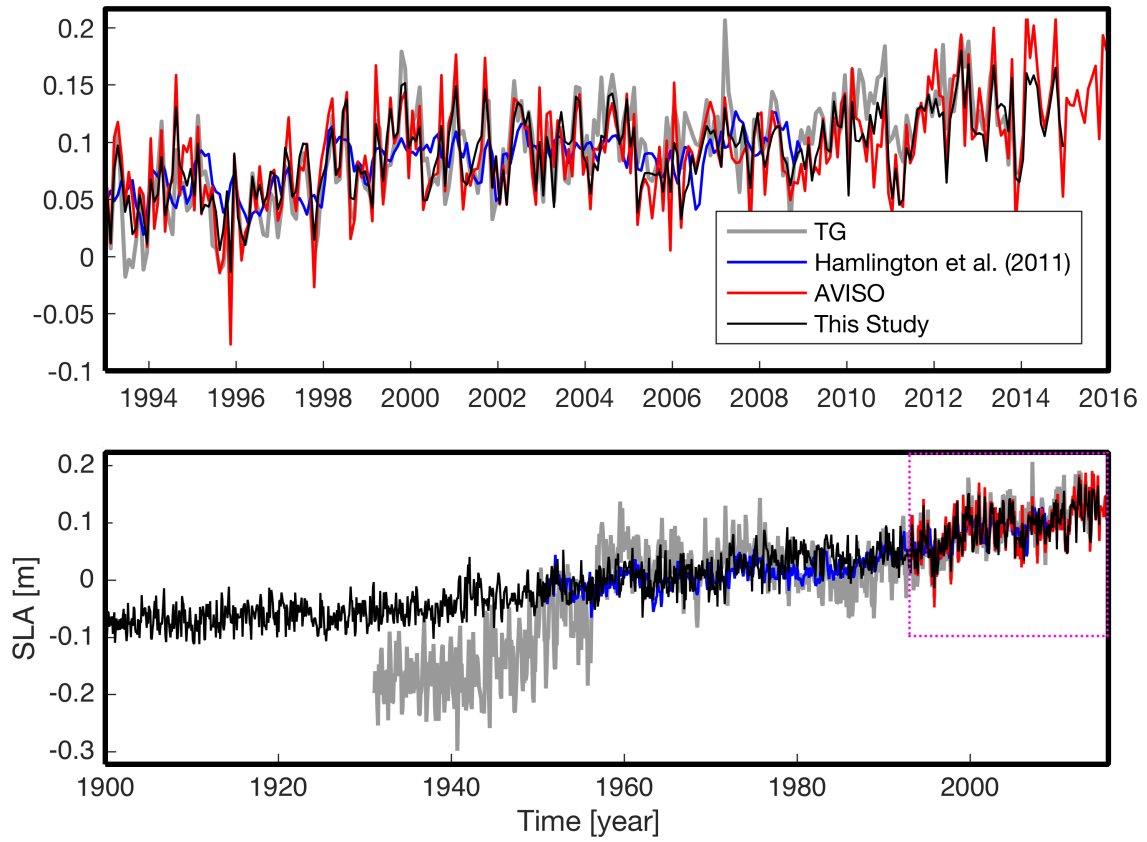 0.2
0.15
0.1
0.05
0
-0.05
-0.1
TG
Hamlington et al. (2011)
AVISO
This Study
1994 1996 1998 2000 2002 2004 2006 2008 2010 2012 2014 2016
0.2
0.1
0
-0.1
-0.2
-0.3
SLA [m]
1900 1920 1940 1960 1980 2000
Time [year]